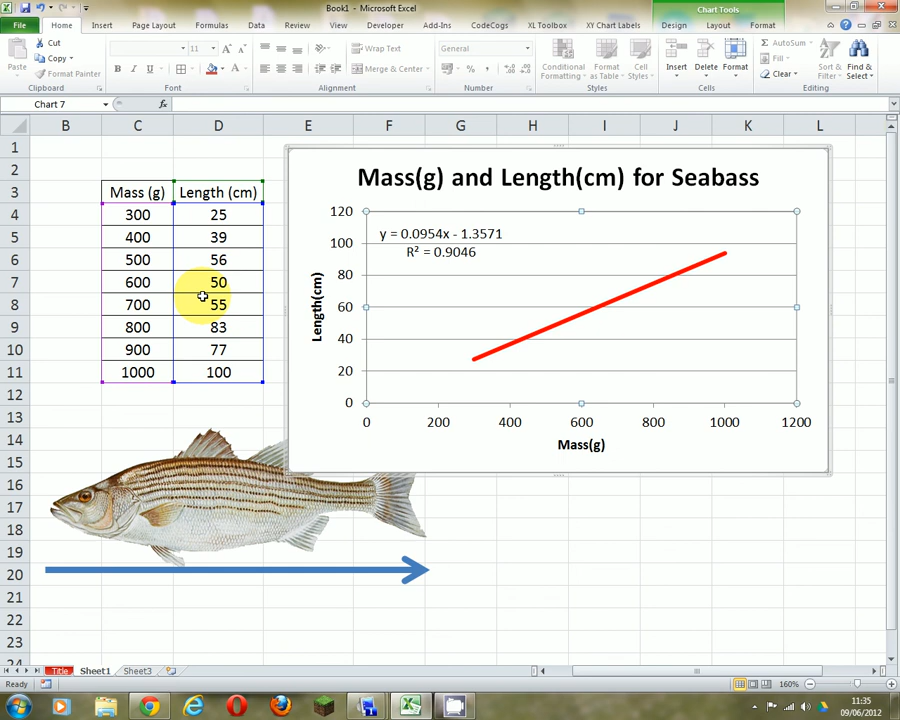 Book1 - Microsoft Excel
Chart Tools
File Home Insert Page Layout Formulas Data Review View Developer Add-Ins CodeCogs XL Toolbox XY Chart Labels Design Layout Format
Paste
Cut
Copy
Format Painter
Clipboard
11 A A
B I U A
Font
Wrap Text
Merge & Center
Alignment
General
%
Number
Conditional Formatting
Format as Table
Cell Styles
Styles
Insert Delete Format
Cells
AutoSum
Fill
Clear
Sort & Filter
Find & Select
Editing
Chart 7 fx
B C D E F G H I J K L
1
2
3 Mass (g) Length (cm)
4 300 25
5 400 39
6 500 56
7 600 50
8 700 55
9 800 83
10 900 77
11 1000 100
12
13
14
15
16
17
18
19
20
21
22
23
24
Mass(g) and Length(cm) for Seabass
y = 0.0954x - 1.3571
R² = 0.9046
Length(cm)
120
100
80
60
40
20
0
0 200 400 600 800 1000 1200
Mass(g)
Title Sheet1 Sheet3
Ready
160%
11:35
09/06/2012